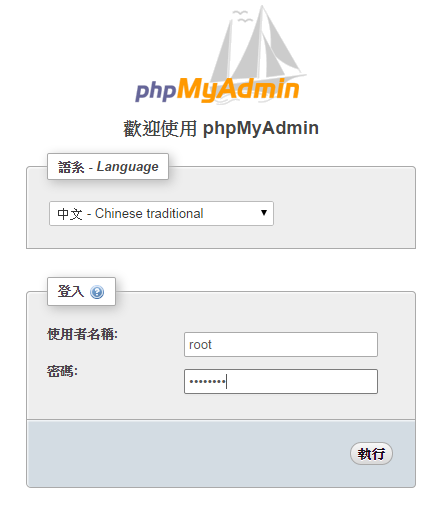 phpMyAdmin
歡迎使用 phpMyAdmin
語系 - Language
中文 - Chinese traditional
登入
使用者名稱:
root
密碼:
••••••••
執行